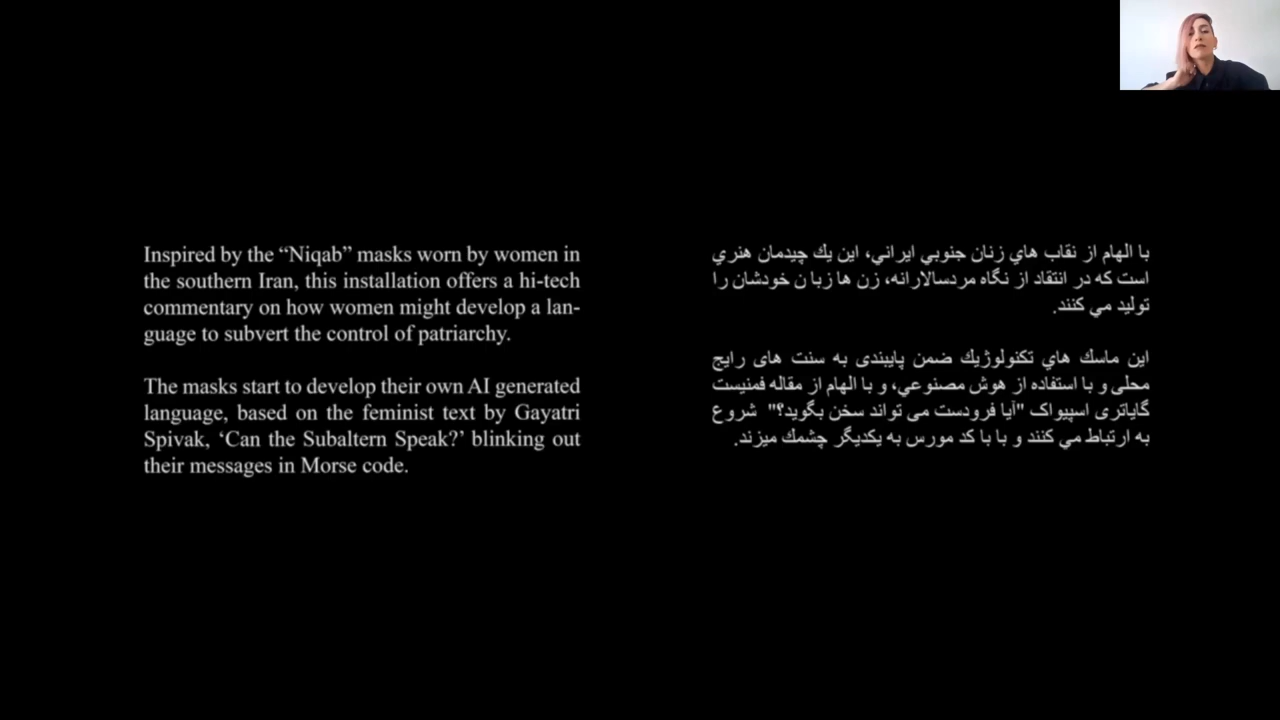 Inspired by the “Niqab” masks worn by women in
the southern Iran, this installation offers a hi-tech
commentary on how women might develop a lan-
guage to subvert the control of patriarchy.
The masks start to develop their own AI generated
language, based on the feminist text by Gayatri
Spivak, ‘Can the Subaltern Speak?’ blinking out
their messages in Morse code.
با الهام از نقاب هاي زنان جنوبي ايراني، اين يك چيدمان هنري
است كه در انتقاد از نگاه مردسالارانه، زن ها زبا ن خودشان را
توليد مي كنند.
اين ماسك هاي تكنولوژيك ضمن پايبندی به سنت های رايج
محلی و با استفاده از هوش مصنوعي، و با الهام از مقاله فمنيست
گاياتری اسپيواک "آيا فرودست می تواند سخن بگويد؟" شروع
به ارتباط مي كنند و با با كد مورس به يكديگر چشمك ميزند.